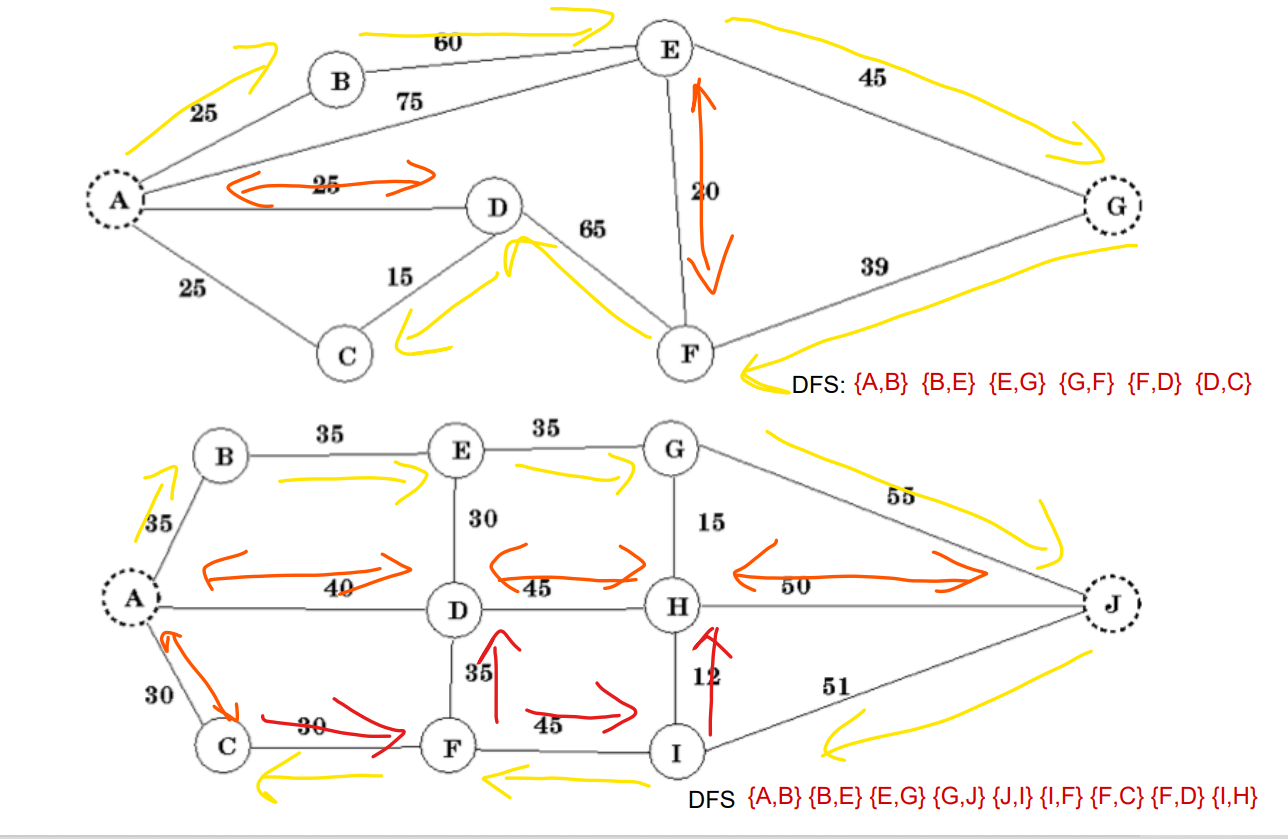 60
E
B
45
75
25
A
25
D
20
G
65
25
15
39
C
F
DFS: {A,B} {B,E} {E,G} {G,F} {F,D} {D,C}
35
35
B
E
G
55
35
30
15
A
40
45
50
D
H
J
30
35
12
51
30
45
C
F
I
DFS {A,B} {B,E} {E,G} {G,J} {J,I} {I,F} {F,C} {F,D} {I,H}